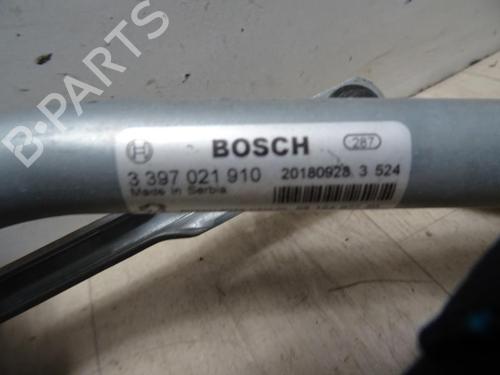 B-PARTS
BOSCH
287
3 397 021 910
20180928 3 524
Made in Serbia